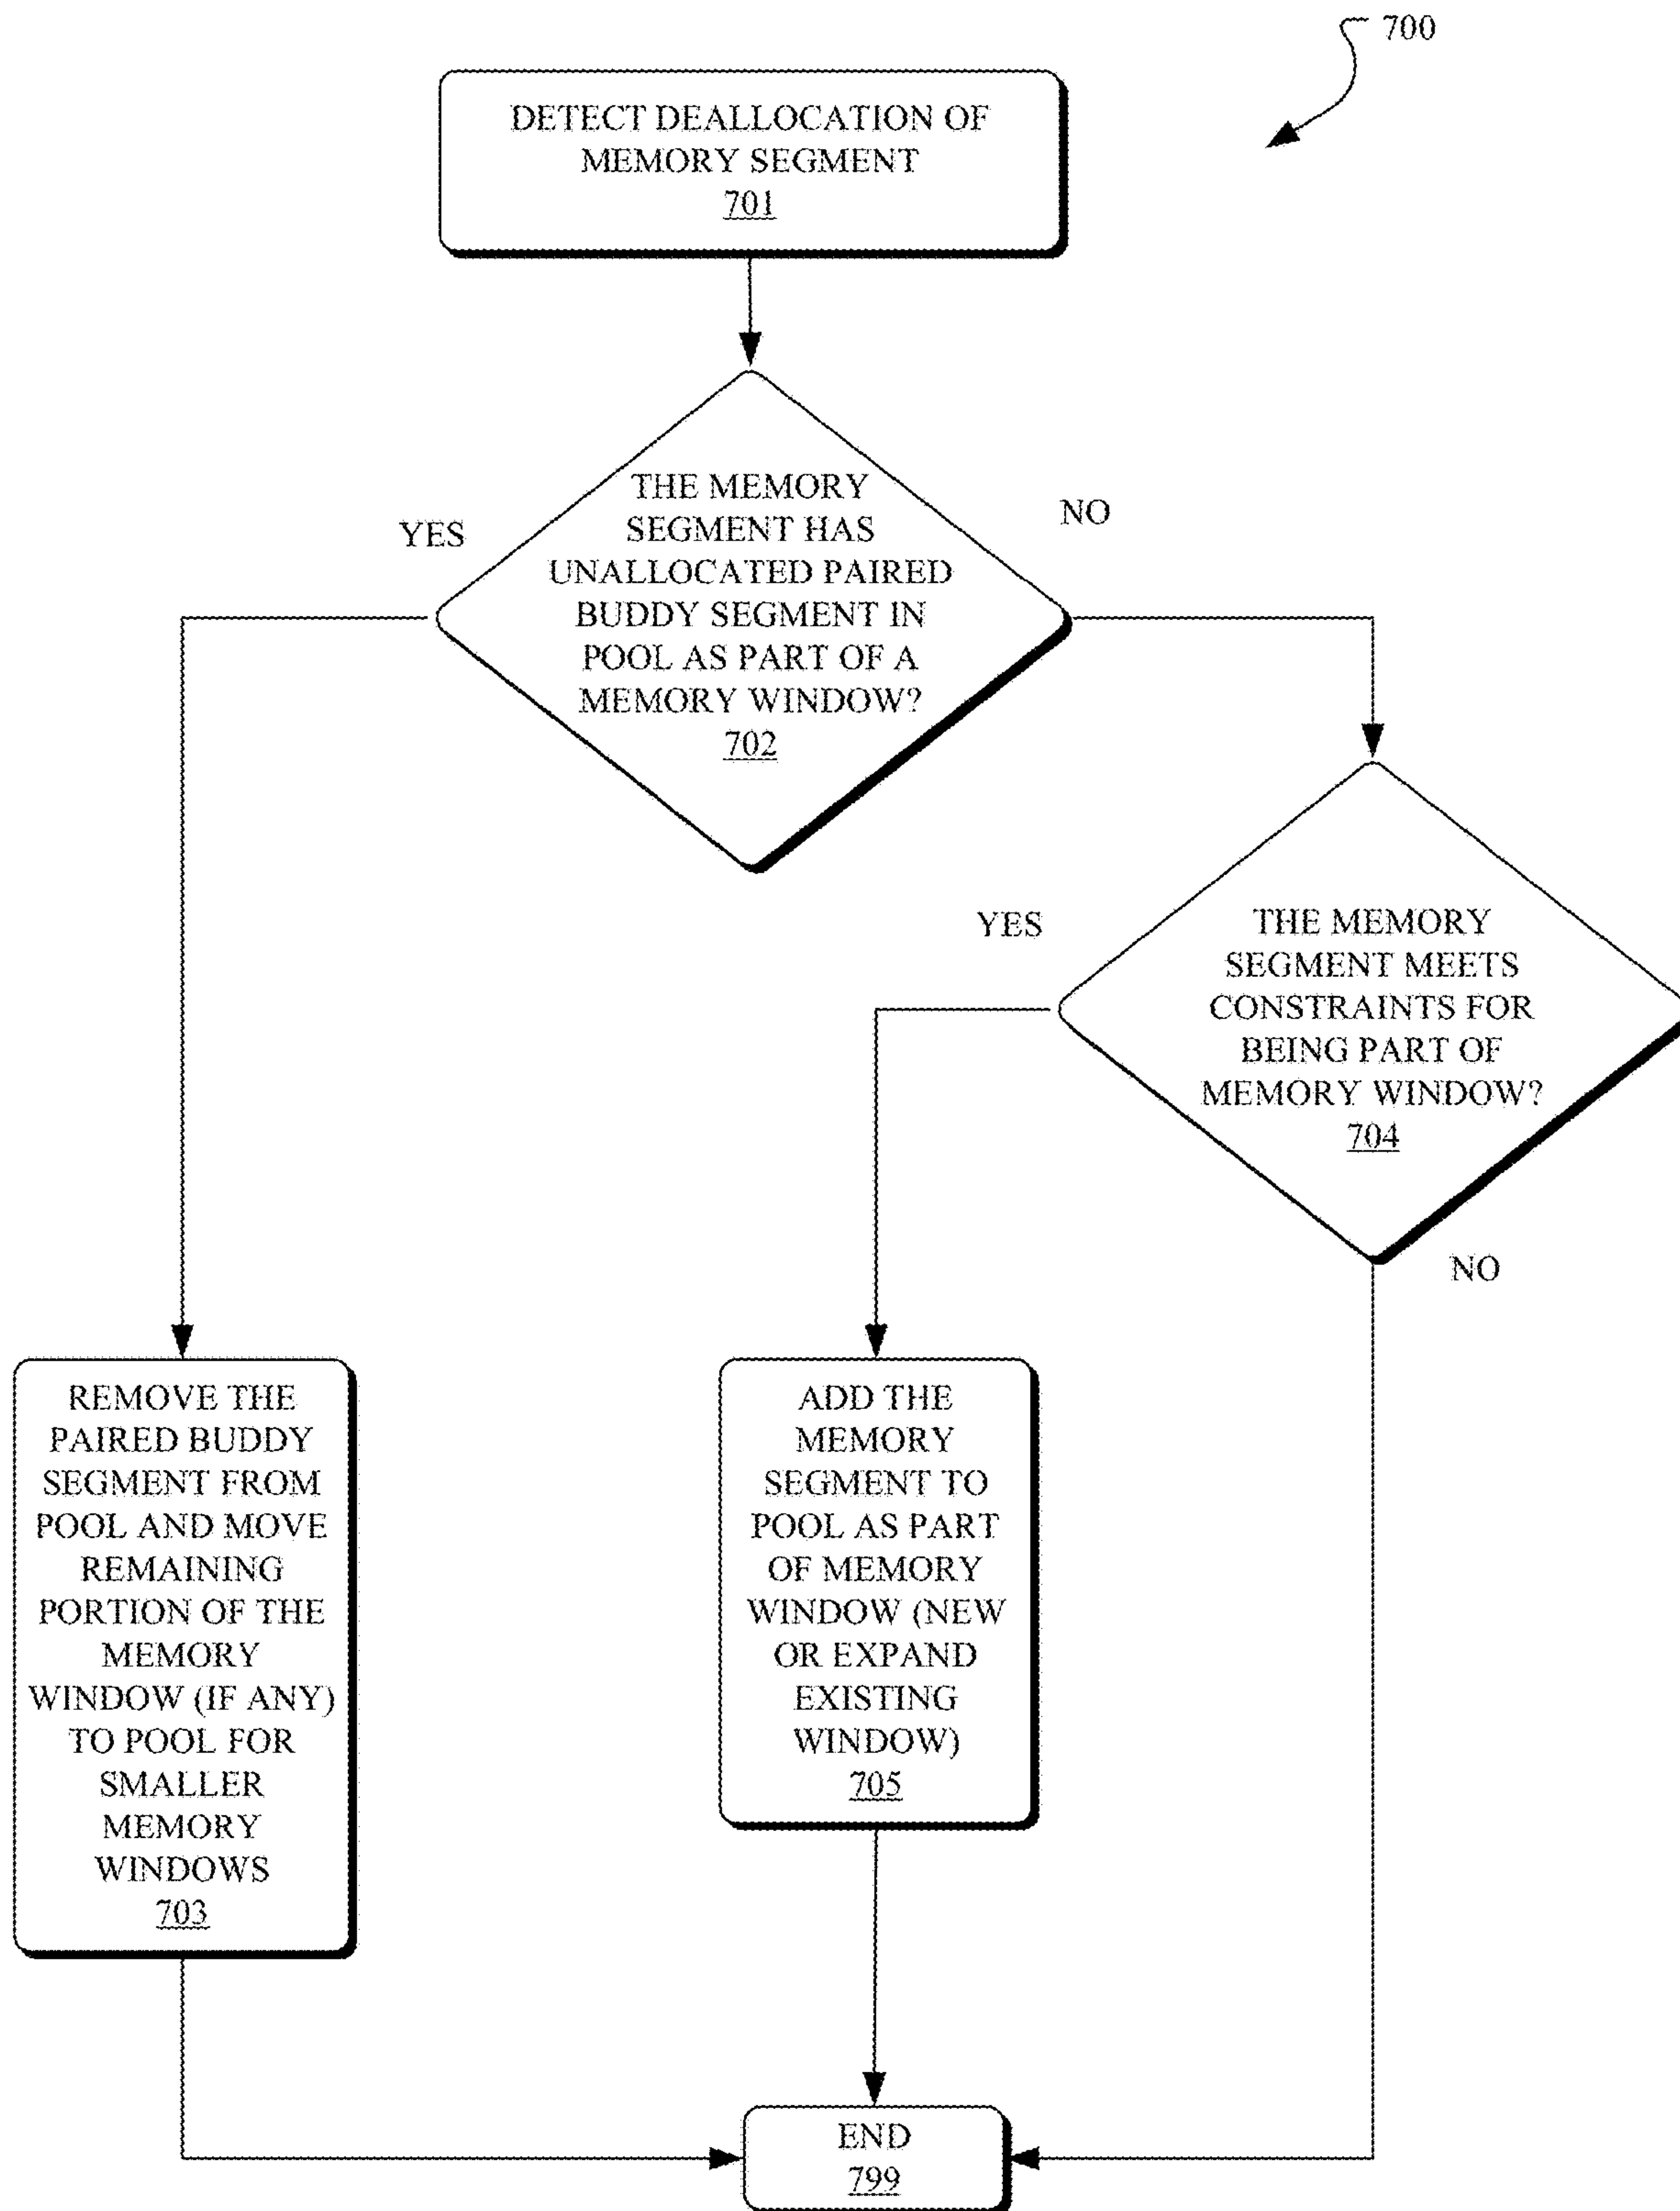 700
DETECT DEALLOCATION OF
MEMORY SEGMENT
701
THE MEMORY
SEGMENT HAS
UNALLOCATED PAIRED
BUDDY SEGMENT IN
POOL AS PART OF A
MEMORY WINDOW?
702
YES
NO
THE MEMORY
SEGMENT MEETS
CONSTRAINTS FOR
BEING PART OF
MEMORY WINDOW?
704
YES
NO
REMOVE THE
PAIRED BUDDY
SEGMENT FROM
POOL AND MOVE
REMAINING
PORTION OF THE
MEMORY
WINDOW (IF ANY)
TO POOL FOR
SMALLER
MEMORY
WINDOWS
703
ADD THE
MEMORY
SEGMENT TO
POOL AS PART
OF MEMORY
WINDOW (NEW
OR EXPAND
EXISTING
WINDOW)
705
END
799